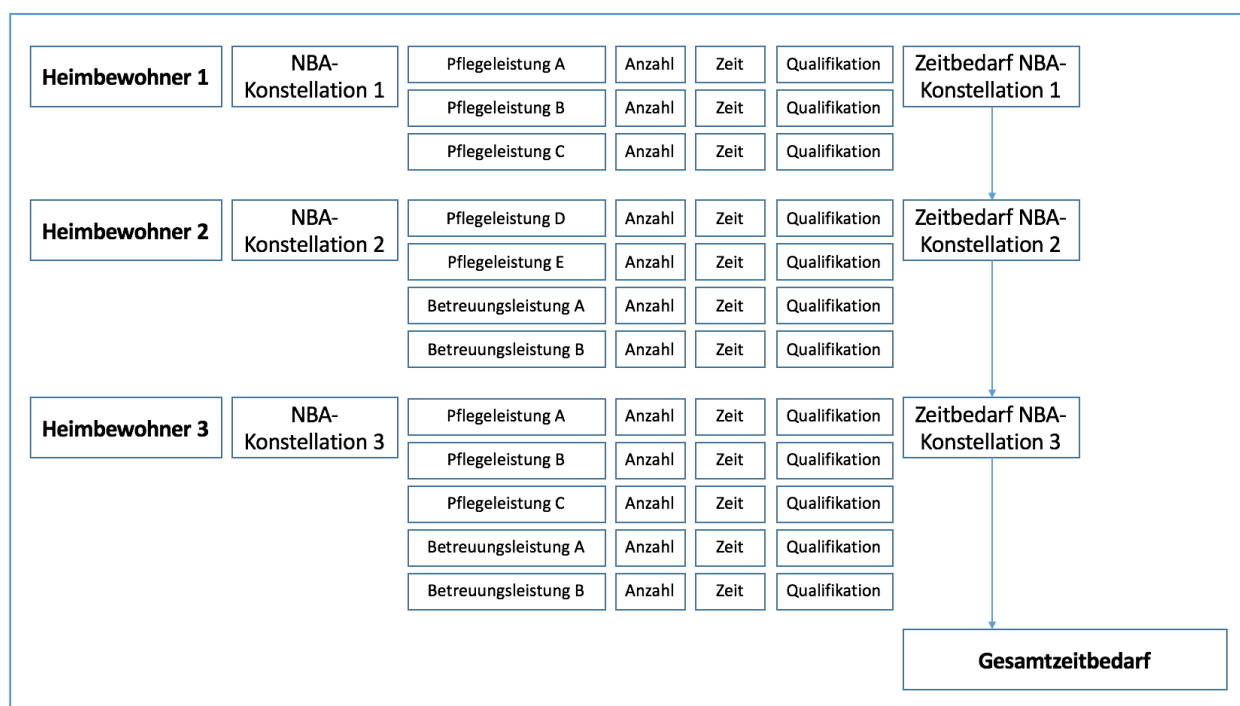 Heimbewohner 1
NBA-
Konstellation 1
Pflegeleistung A Anzahl Zeit Qualifikation
Pflegeleistung B Anzahl Zeit Qualifikation
Pflegeleistung C Anzahl Zeit Qualifikation
Zeitbedarf NBA-
Konstellation 1
Heimbewohner 2
NBA-
Konstellation 2
Pflegeleistung D Anzahl Zeit Qualifikation
Pflegeleistung E Anzahl Zeit Qualifikation
Betreuungsleistung A Anzahl Zeit Qualifikation
Betreuungsleistung B Anzahl Zeit Qualifikation
Zeitbedarf NBA-
Konstellation 2
Heimbewohner 3
NBA-
Konstellation 3
Pflegeleistung A Anzahl Zeit Qualifikation
Pflegeleistung B Anzahl Zeit Qualifikation
Pflegeleistung C Anzahl Zeit Qualifikation
Betreuungsleistung A Anzahl Zeit Qualifikation
Betreuungsleistung B Anzahl Zeit Qualifikation
Zeitbedarf NBA-
Konstellation 3
Gesamtzeitbedarf